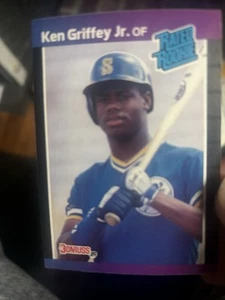 Ken Griffey Jr. OF
RATED
ROOKIE
S
DONRUSS